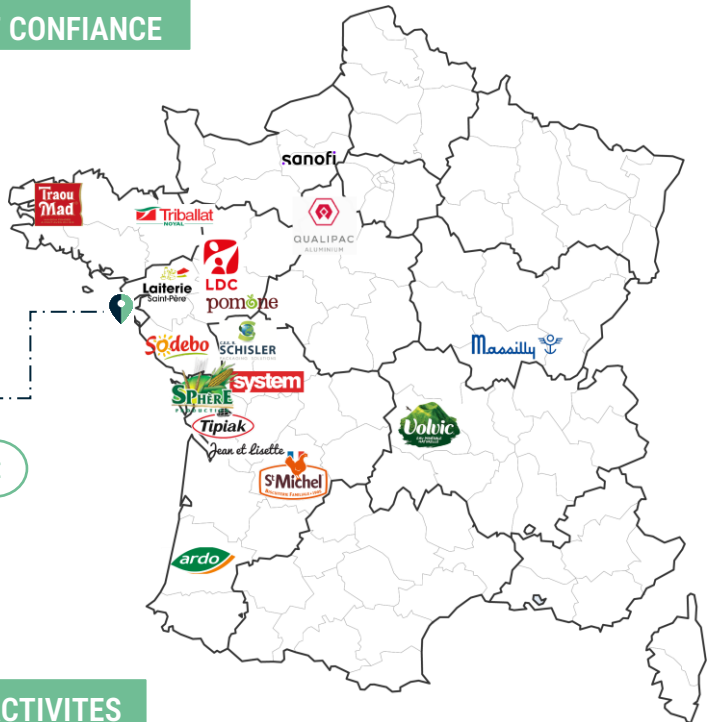 CONFIANCE
sanofi
Traou
Mad
Triballat
NOYAL
QUALIPAC
ALUMINIUM
LDC
Laiterie
Saint-Père
pomone
Sodebo
SCHISLER
Massilly
system
SPHERE
PRODUCTION
Volvic
Tipiak
Jean et Lisette
St Michel
ardo
CTIVITES